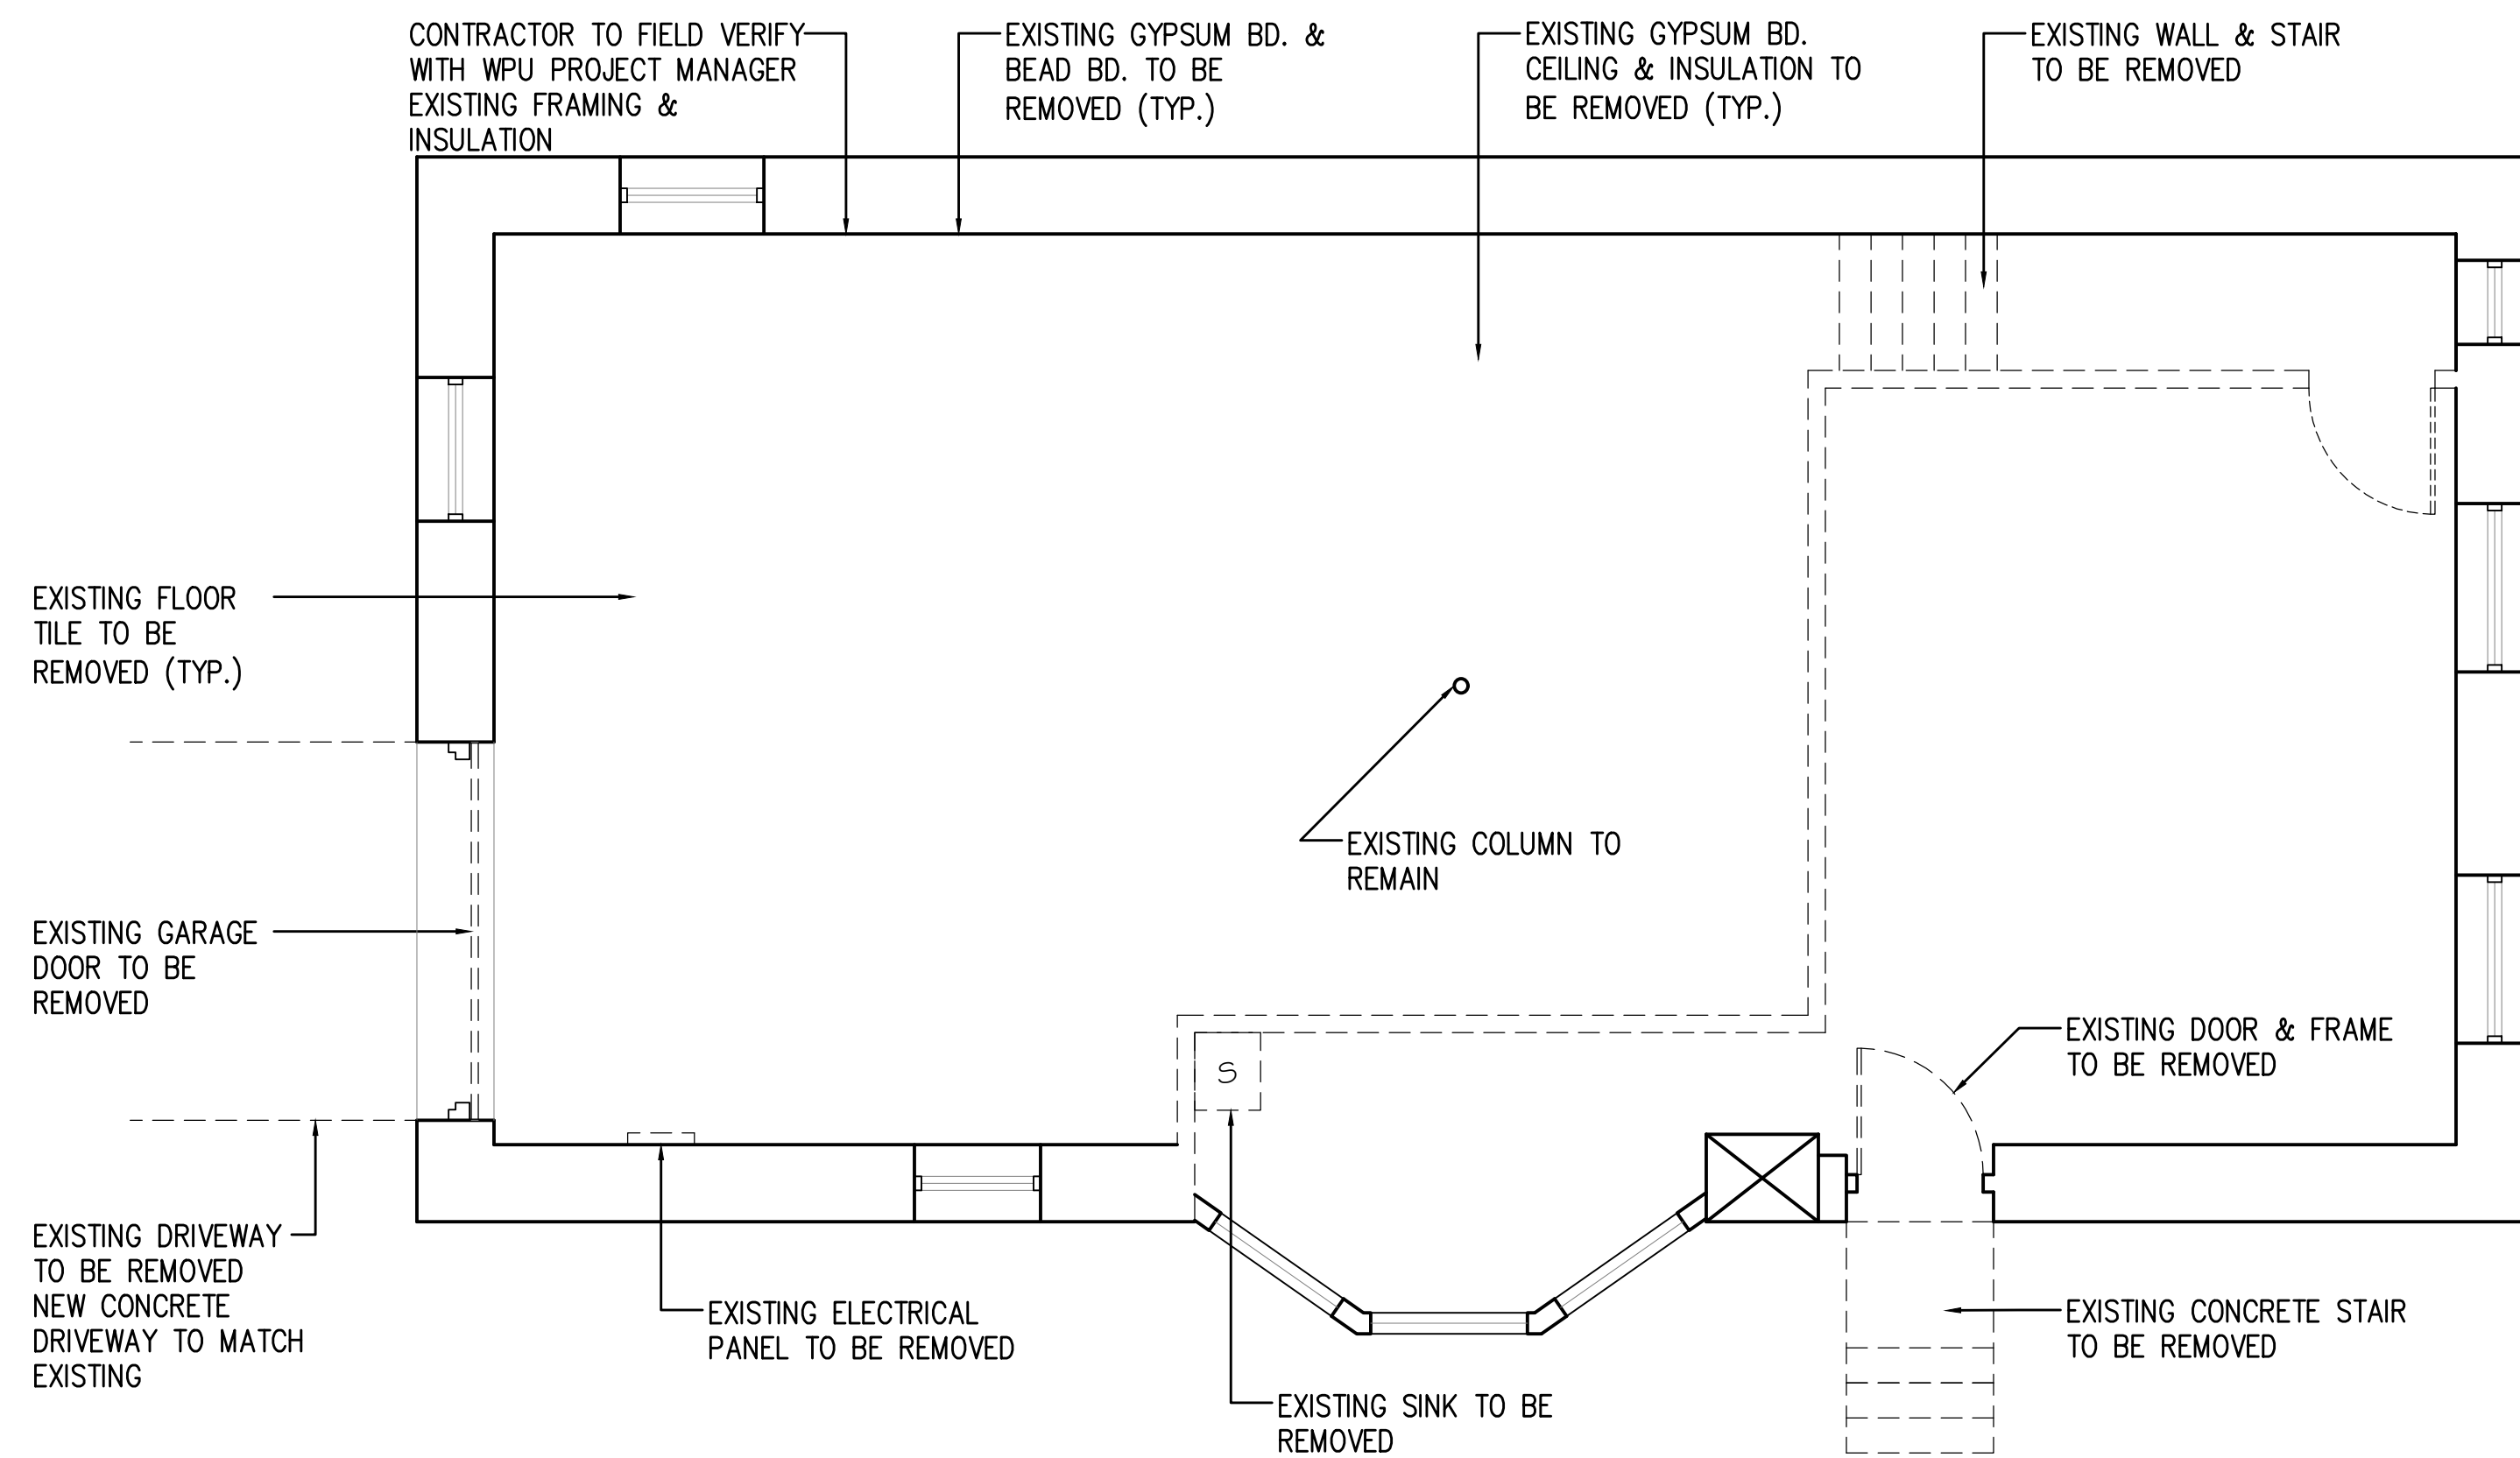 CONTRACTOR TO FIELD VERIFY
WITH WPU PROJECT MANAGER
EXISTING FRAMING &
INSULATION
EXISTING GYPSUM BD. &
BEAD BD. TO BE
REMOVED (TYP.)
EXISTING GYPSUM BD.
CEILING & INSULATION TO
BE REMOVED (TYP.)
EXISTING WALL & STAIR
TO BE REMOVED
EXISTING FLOOR
TILE TO BE
REMOVED (TYP.)
EXISTING COLUMN TO
REMAIN
EXISTING GARAGE
DOOR TO BE
REMOVED
S
EXISTING DOOR & FRAME
TO BE REMOVED
EXISTING DRIVEWAY
TO BE REMOVED
NEW CONCRETE
DRIVEWAY TO MATCH
EXISTING
EXISTING ELECTRICAL
PANEL TO BE REMOVED
EXISTING SINK TO BE
REMOVED
EXISTING CONCRETE STAIR
TO BE REMOVED